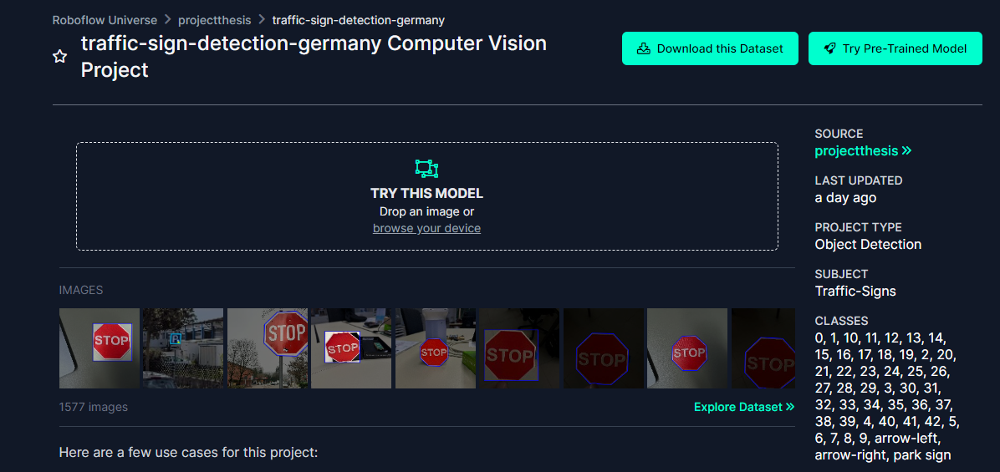 Roboflow Universe > projectthesis > traffic-sign-detection-germany
traffic-sign-detection-germany Computer Vision
Project
Download this Dataset
Try Pre-Trained Model
TRY THIS MODEL
Drop an image or
browse your device
IMAGES
STOP
STOP
STOP
STOP
STOP
STOP
STOP
STOP
1577 images
Explore Dataset »
Here are a few use cases for this project:
SOURCE
projectthesis »
LAST UPDATED
a day ago
PROJECT TYPE
Object Detection
SUBJECT
Traffic-Signs
CLASSES
0, 1, 10, 11, 12, 13, 14,
15, 16, 17, 18, 19, 2, 20,
21, 22, 23, 24, 25, 26,
27, 28, 29, 3, 30, 31,
32, 33, 34, 35, 36, 37,
38, 39, 4, 40, 41, 42, 5,
6, 7, 8, 9, arrow-left,
arrow-right, park sign